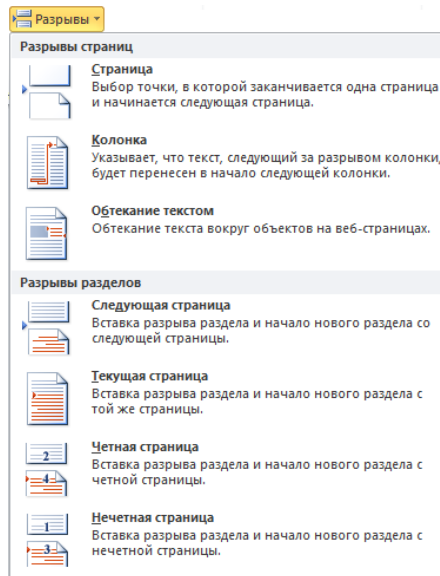 Разрывы
Разрывы страниц
Страница
Выбор точки, в которой заканчивается одна страница
и начинается следующая страница.
Колонка
Указывает, что текст, следующий за разрывом колонки,
будет перенесен в начало следующей колонки.
Обтекание текстом
Обтекание текста вокруг объектов на веб-страницах.
Разрывы разделов
Следующая страница
Вставка разрыва раздела и начало нового раздела со
следующей страницы.
Текущая страница
Вставка разрыва раздела и начало нового раздела с
той же страницы.
2
4
Четная страница
Вставка разрыва раздела и начало нового раздела с
четной страницы.
1
3
Нечетная страница
Вставка разрыва раздела и начало нового раздела с
нечетной страницы.